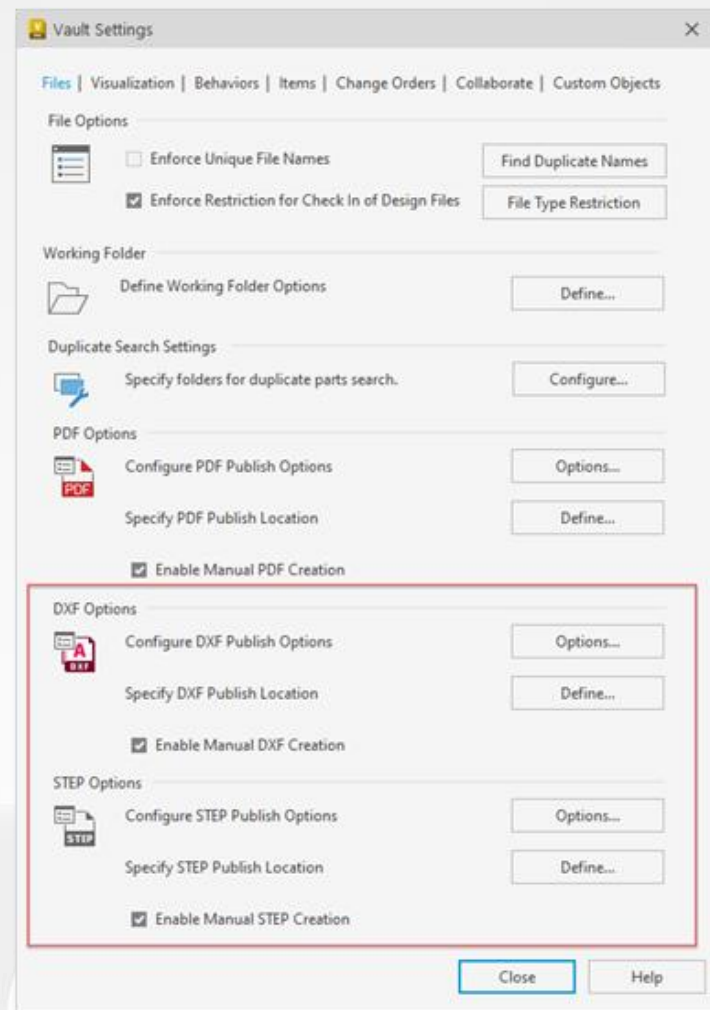 Vault Settings
Files | Visualization | Behaviors | Items | Change Orders | Collaborate | Custom Objects
File Options
Enforce Unique File Names
Find Duplicate Names
Enforce Restriction for Check In of Design Files
File Type Restriction
Working Folder
Define Working Folder Options
Define...
Duplicate Search Settings
Specify folders for duplicate parts search.
Configure...
PDF Options
PDF
Configure PDF Publish Options
Options...
Specify PDF Publish Location
Define...
Enable Manual PDF Creation
DXF Options
A
DXF
Configure DXF Publish Options
Options...
Specify DXF Publish Location
Define...
Enable Manual DXF Creation
STEP Options
STEP
Configure STEP Publish Options
Options...
Specify STEP Publish Location
Define...
Enable Manual STEP Creation
Close
Help